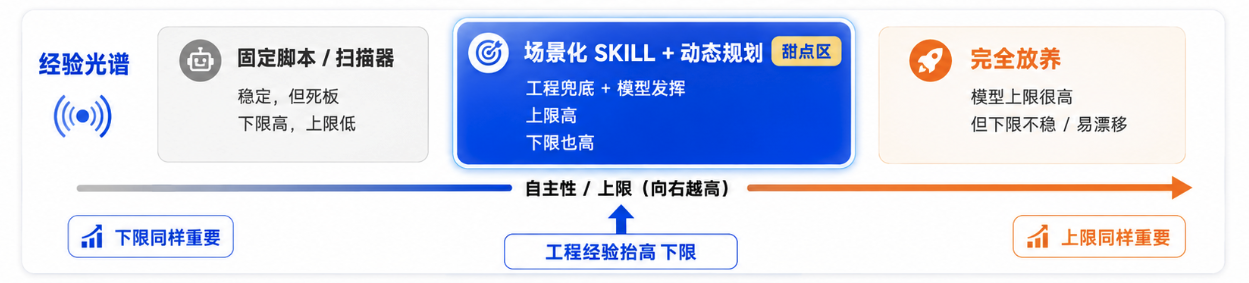 经验光谱
固定脚本 / 扫描器
稳定，但死板
下限高，上限低
场景化 SKILL + 动态规划
甜点区
工程兜底 + 模型发挥
上限高
下限也高
完全放养
模型上限很高
但下限不稳 / 易漂移
自主性 / 上限（向右越高）
下限同样重要
工程经验抬高下限
上限同样重要